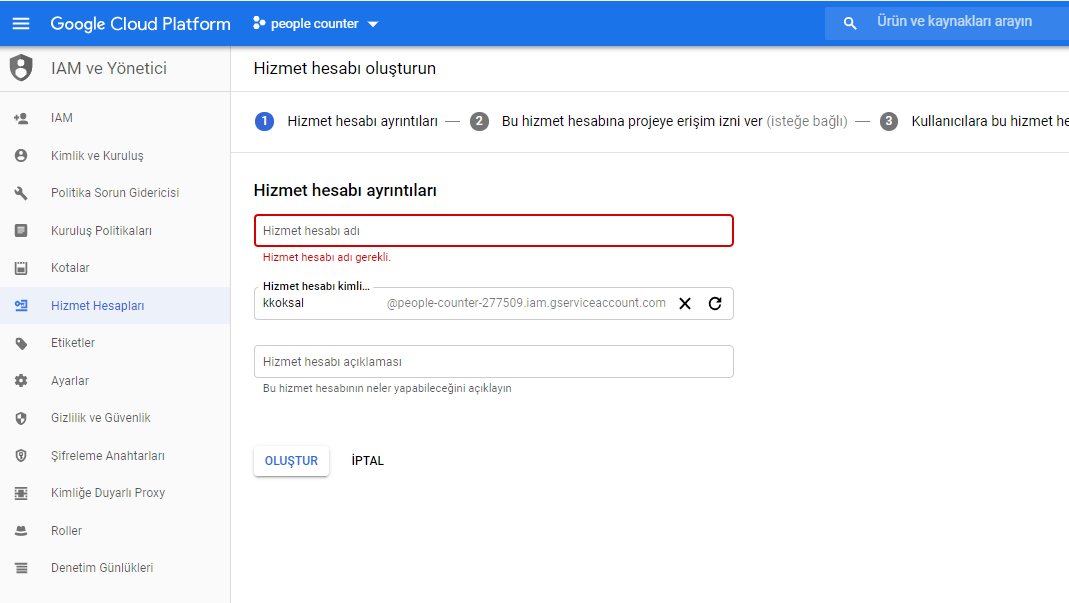 Google Cloud Platform people counter Ürün ve kaynakları arayın
IAM ve Yönetici
Hizmet hesabı oluşturun
IAM
Kimlik ve Kuruluş
Politika Sorun Gidericisi
Kuruluş Politikaları
Kotalar
Hizmet Hesapları
Etiketler
Ayarlar
Gizlilik ve Güvenlik
Şifreleme Anahtarları
Kimliğe Duyarlı Proxy
Roller
Denetim Günlükleri
1 Hizmet hesabı ayrıntıları — 2 Bu hizmet hesabına projeye erişim izni ver (isteğe bağlı) — 3 Kullanıcılara bu hizmet he
Hizmet hesabı ayrıntıları
Hizmet hesabı adı
Hizmet hesabı adı gerekli.
Hizmet hesabı kimli...
kkoksal @people-counter-277509.iam.gserviceaccount.com
Hizmet hesabı açıklaması
Bu hizmet hesabının neler yapabileceğini açıklayın
OLUŞTUR İPTAL